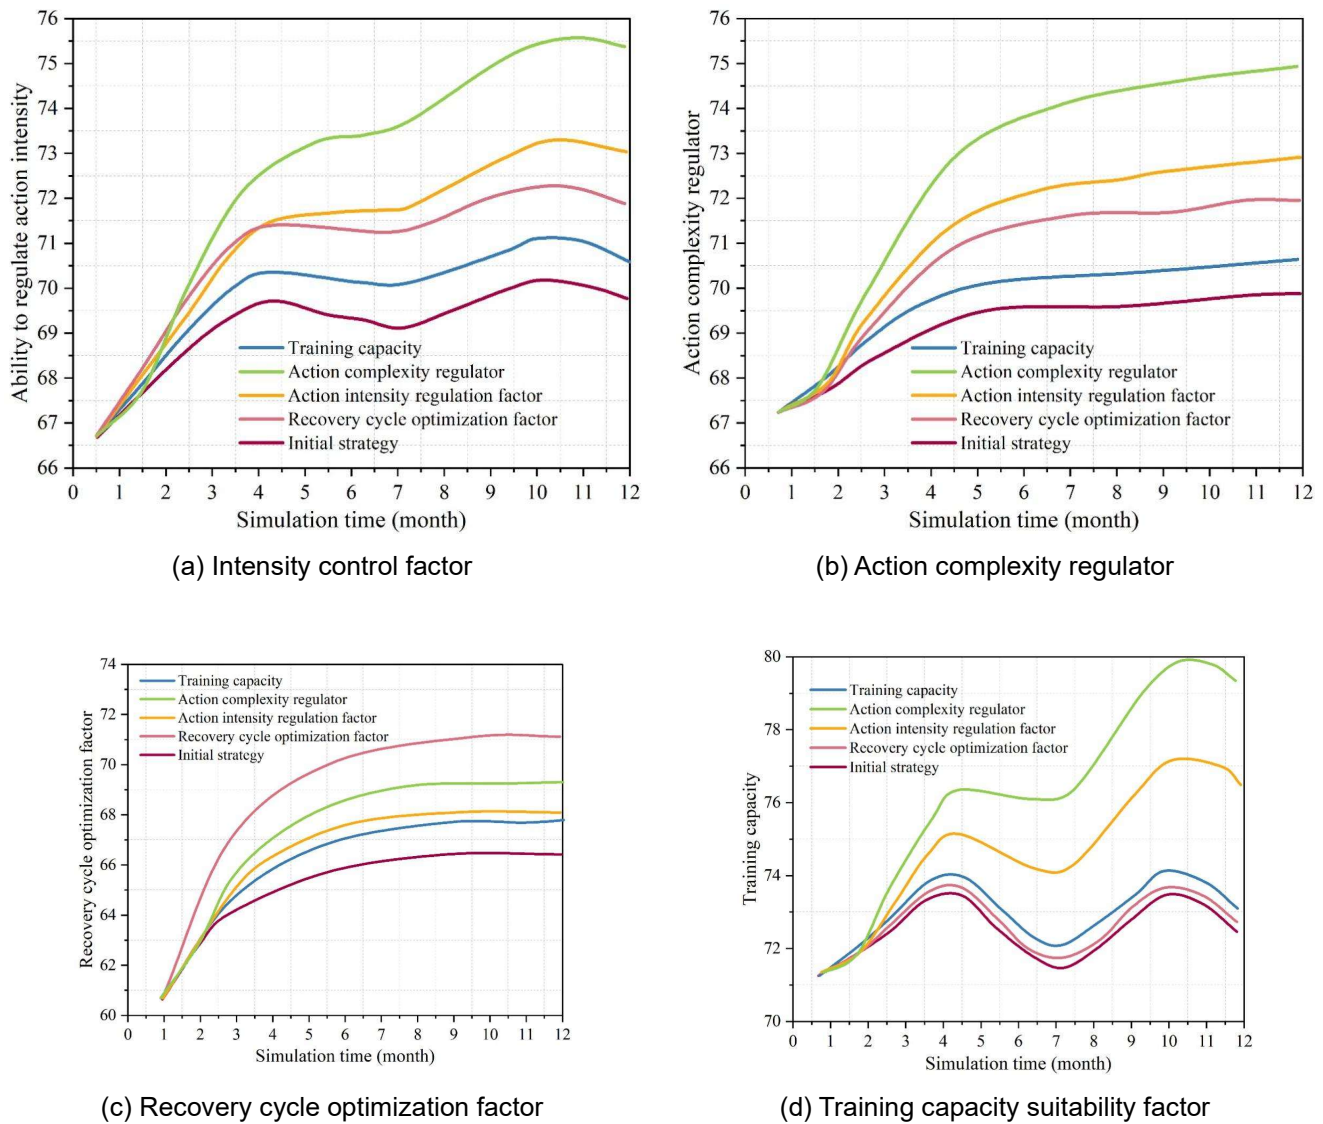 76
75
74
73
72
71
70
69
68
67
66
Ability to regulate action intensity
Training capacity
Action complexity regulator
Action intensity regulation factor
Recovery cycle optimization factor
Initial strategy
0 1 2 3 4 5 6 7 8 9 10 11 12
Simulation time (month)
(a) Intensity control factor
76
75
74
73
72
71
70
69
68
67
66
Action complexity regulator
Training capacity
Action complexity regulator
Action intensity regulation factor
Recovery cycle optimization factor
Initial strategy
0 1 2 3 4 5 6 7 8 9 10 11 12
Simulation time (month)
(b) Action complexity regulator
74
72
70
68
66
64
62
60
Recovery cycle optimization factor
Training capacity
Action complexity regulator
Action intensity regulation factor
Recovery cycle optimization factor
Initial strategy
0 1 2 3 4 5 6 7 8 9 10 11 12
Simulation time (month)
(c) Recovery cycle optimization factor
80
78
76
74
72
70
Training capacity
Training capacity
Action complexity regulator
Action intensity regulation factor
Recovery cycle optimization factor
Initial strategy
0 1 2 3 4 5 6 7 8 9 10 11 12
Simulation time (month)
(d) Training capacity suitability factor